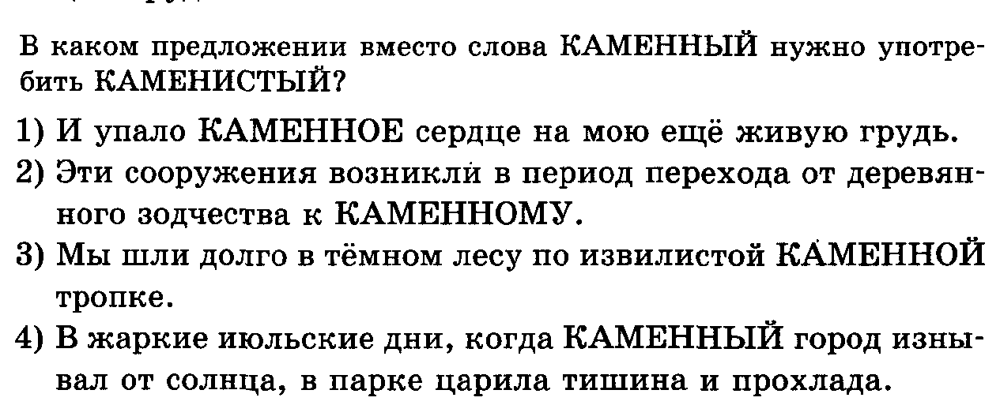 В каком предложении вместо слова КАМЕННЫЙ нужно употре-
бить КАМЕНИСТЫЙ?
1) И упало КАМЕННОЕ сердце на мою ещё живую грудь.
2) Эти сооружения возникли в период перехода от деревян-
ного зодчества к КАМЕННОМУ.
3) Мы шли долго в тёмном лесу по извилистой КАМЕННОЙ
тропке.
4) В жаркие июльские дни, когда КАМЕННЫЙ город изны-
вал от солнца, в парке царила тишина и прохлада.